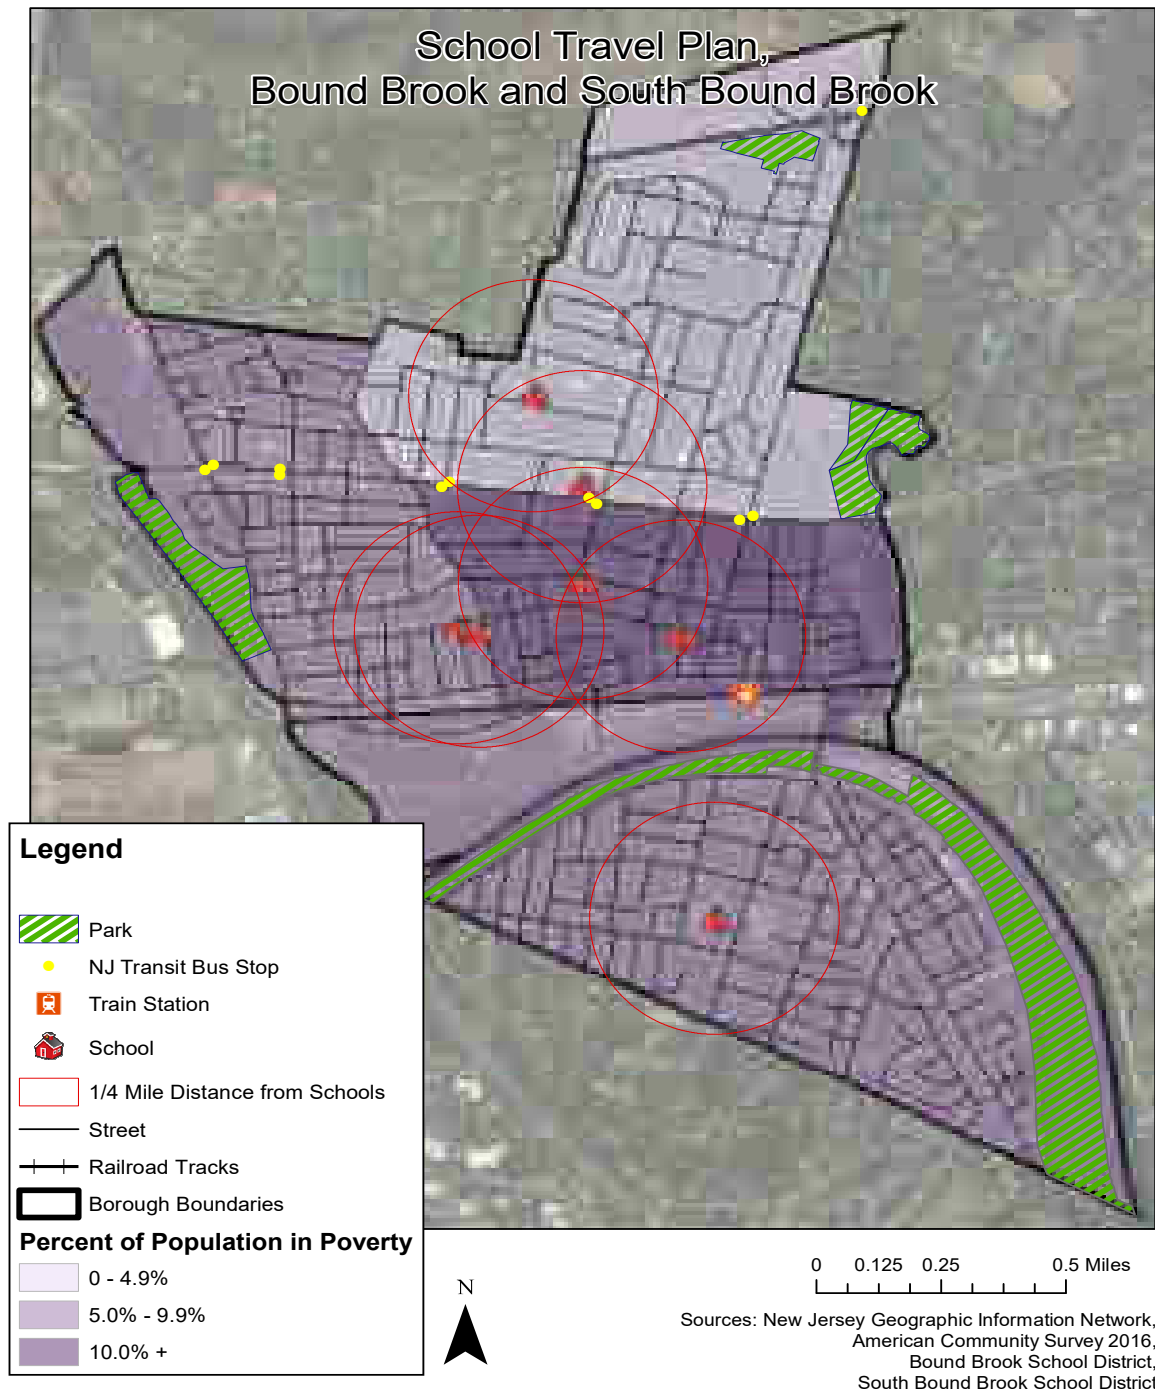 School Travel Plan,
Bound Brook and South Bound Brook
Legend
Park
NJ Transit Bus Stop
Train Station
School
1/4 Mile Distance from Schools
Street
Railroad Tracks
Borough Boundaries
Percent of Population in Poverty
0 - 4.9%
5.0% - 9.9%
10.0% +
N
0 0.125 0.25 0.5 Miles
Sources: New Jersey Geographic Information Network,
American Community Survey 2016,
Bound Brook School District,
South Bound Brook School District